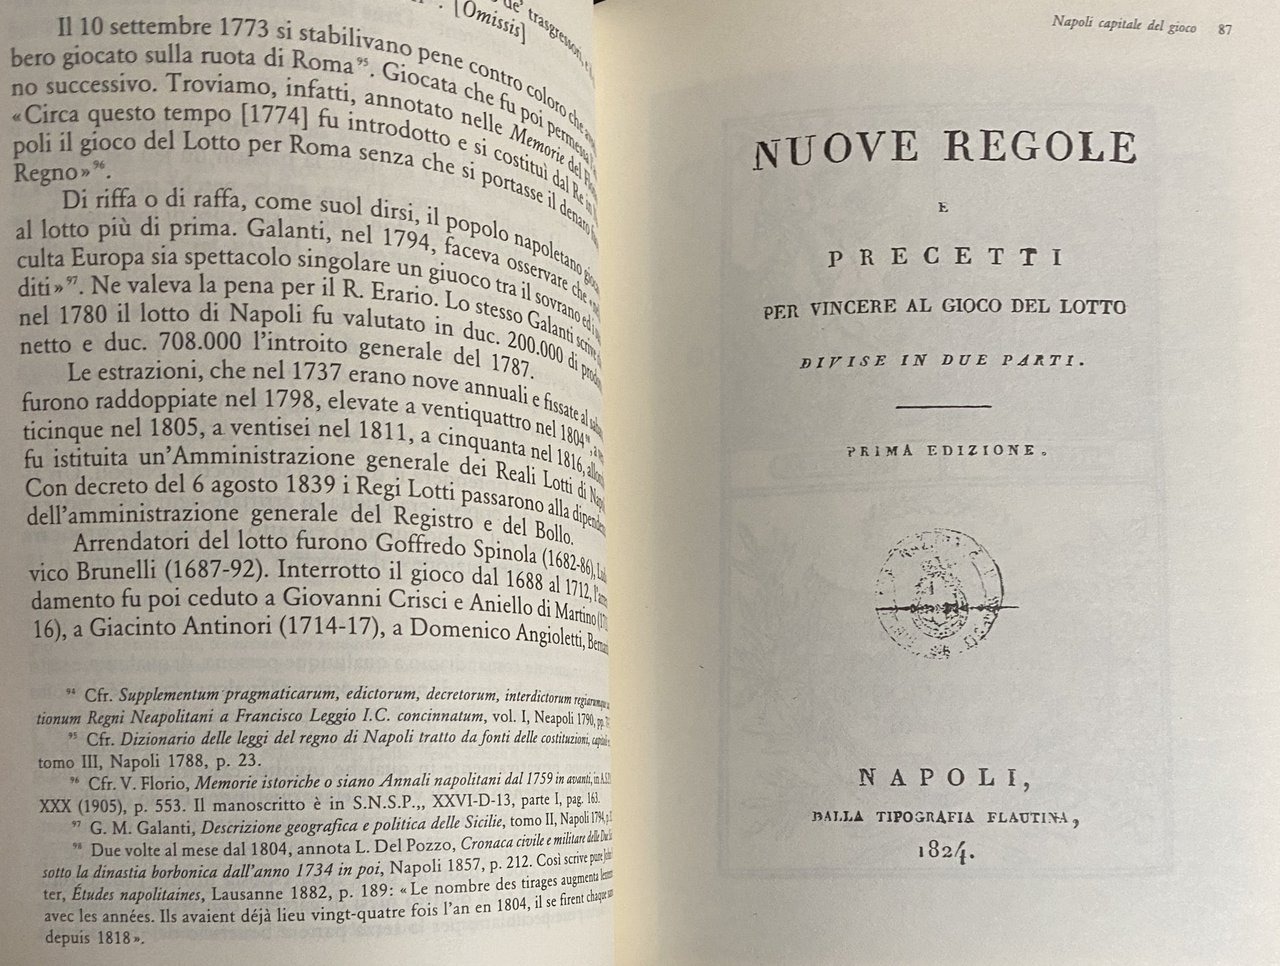 de' trasgressori, e
[Omissis]
Il 10 settembre 1773 si stabilivano pene contro coloro che
bero giocato sulla ruota di Roma⁹⁵. Giocata che fu poi permessa
no successivo. Troviamo, infatti, annotato nelle Memorie del
«Circa questo tempo [1774] fu introdotto e si costituì dal Re in
poli il gioco del Lotto per Roma senza che si portasse il denaro
Regno»⁹⁶.
Di riffa o di raffa, come suol dirsi, il popolo napoletano
al lotto più di prima. Galanti, nel 1794, faceva osservare che
culta Europa sia spettacolo singolare un giuoco tra il sovrano ed i
diti»⁹⁷. Ne valeva la pena per il R. Erario. Lo stesso Galanti scrive
nel 1780 il lotto di Napoli fu valutato in duc. 200.000 di
netto e duc. 708.000 l'introito generale del 1787.
Le estrazioni, che nel 1737 erano nove annuali e fissate al
furono raddoppiate nel 1798, elevate a ventiquattro nel 1804⁹⁸, a
ticinque nel 1805, a ventisei nel 1811, a cinquanta nel 1816,
fu istituita un'Amministrazione generale dei Reali Lotti di
Con decreto del 6 agosto 1839 i Regi Lotti passarono alla
dell'amministrazione generale del Registro e del Bollo.
Arrendatori del lotto furono Goffredo Spinola (1682-86),
vico Brunelli (1687-92). Interrotto il gioco dal 1688 al 1712,
damento fu poi ceduto a Giovanni Crisci e Aniello di Martino
16), a Giacinto Antinori (1714-17), a Domenico Angioletti,
⁹⁴ Cfr. Supplementum pragmaticarum, edictorum, decretorum, interdictorum
tionum Regni Neapolitani a Francisco Leggio I.C. concinnatum, vol. I, Neapoli 1790, pp.
⁹⁵ Cfr. Dizionario delle leggi del regno di Napoli tratto da fonti delle costituzioni,
tomo III, Napoli 1788, p. 23.
⁹⁶ Cfr. V. Florio, Memorie istoriche o siano Annali napolitani dal 1759 in avanti, in
XXX (1905), p. 553. Il manoscritto è in S.N.S.P.,, XXVI-D-13, parte I, pag. 163.
⁹⁷ G. M. Galanti, Descrizione geografica e politica delle Sicilie, tomo II, Napoli 1794,
⁹⁸ Due volte al mese dal 1804, annota L. Del Pozzo, Cronaca civile e militare delle Due
sotto la dinastia borbonica dall'anno 1734 in poi, Napoli 1857, p. 212. Così scrive pure
ter, Études napolitaines, Lausanne 1882, p. 189: «Le nombre des tirages augmenta
avec les années. Ils avaient déjà lieu vingt-quatre fois l'an en 1804, il se firent chaque
depuis 1818».
Napoli capitale del gioco 87
NUOVE REGOLE
E
PRECETTI
PER VINCERE AL GIOCO DEL LOTTO
DIVISE IN DUE PARTI.
PRIMA EDIZIONE.
NAPOLI,
DALLA TIPOGRAFIA FLAUTINA,
1824.